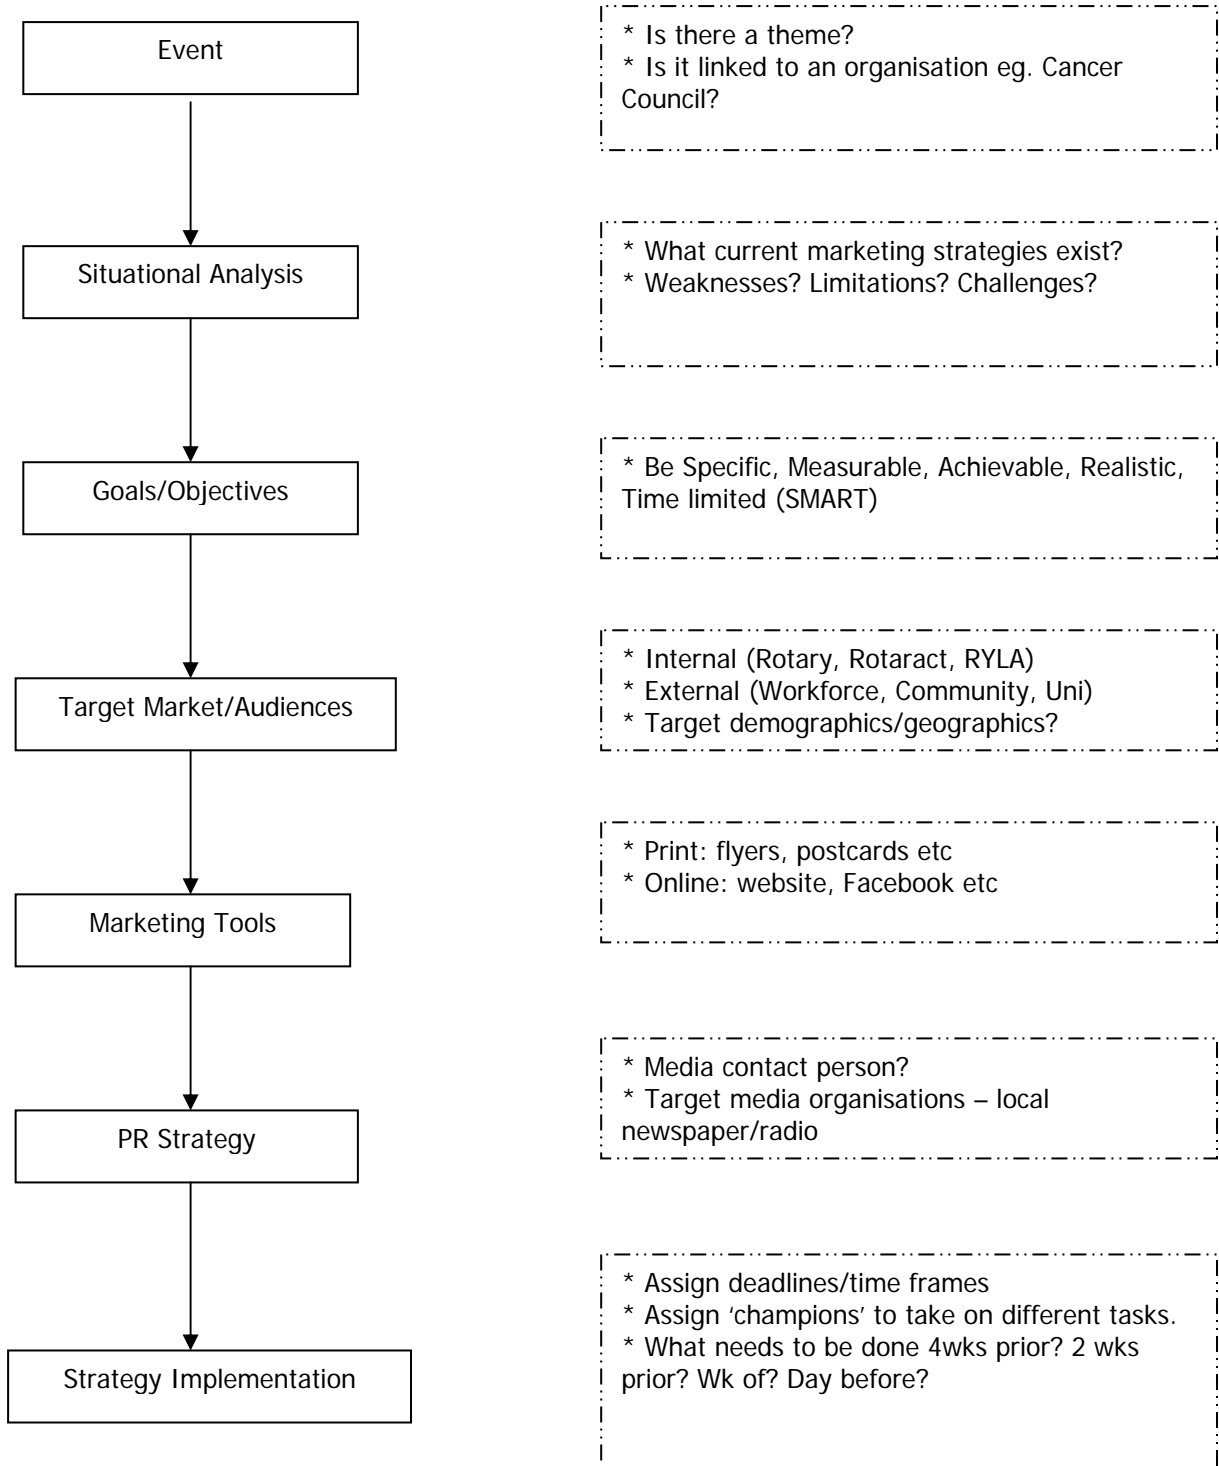 Event
* Is there a theme?
* Is it linked to an organisation eg. Cancer
Council?
Situational Analysis
* What current marketing strategies exist?
* Weaknesses? Limitations? Challenges?
Goals/Objectives
* Be Specific, Measurable, Achievable, Realistic,
Time limited (SMART)
Target Market/Audiences
* Internal (Rotary, Rotaract, RYLA)
* External (Workforce, Community, Uni)
* Target demographics/geographics?
Marketing Tools
* Print: flyers, postcards etc
* Online: website, Facebook etc
PR Strategy
* Media contact person?
* Target media organisations – local
newspaper/radio
Strategy Implementation
* Assign deadlines/time frames
* Assign ‘champions’ to take on different tasks.
* What needs to be done 4wks prior? 2 wks
prior? Wk of? Day before?